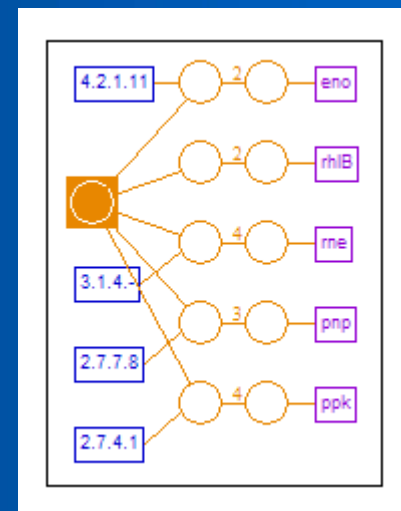 4.2.1.11 2 eno
2 rhlB
4 rne
3.1.4.-
3 pnp
2.7.7.8
4 ppk
2.7.4.1